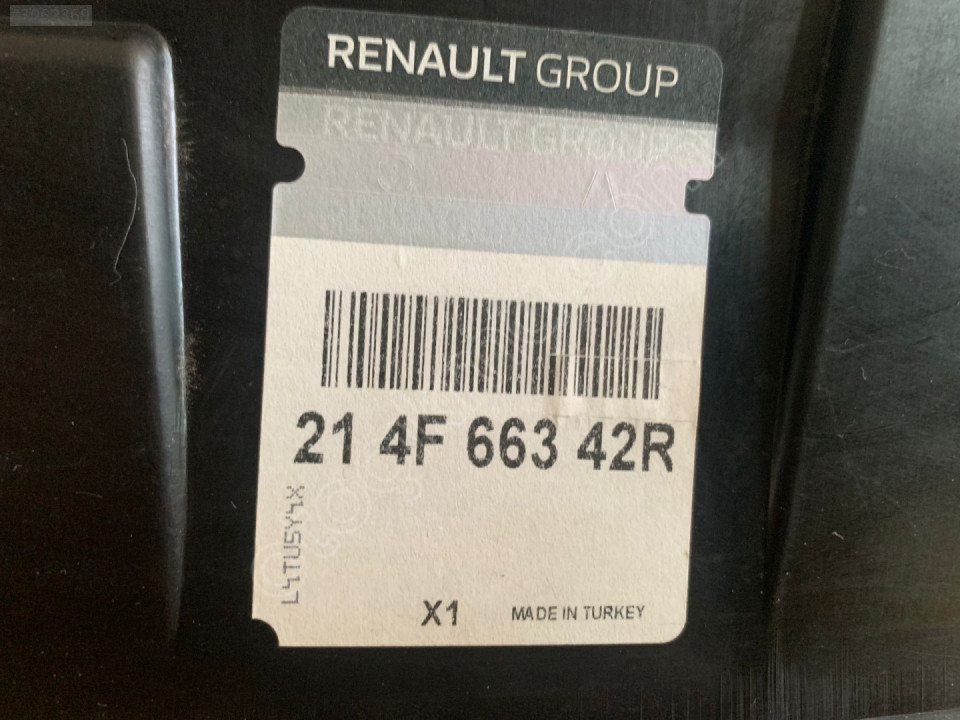 RENAULT GROUP
RENAULT GROUP
21 4F 663 42R
L4TU5Y4X
X1
MADE IN TURKEY